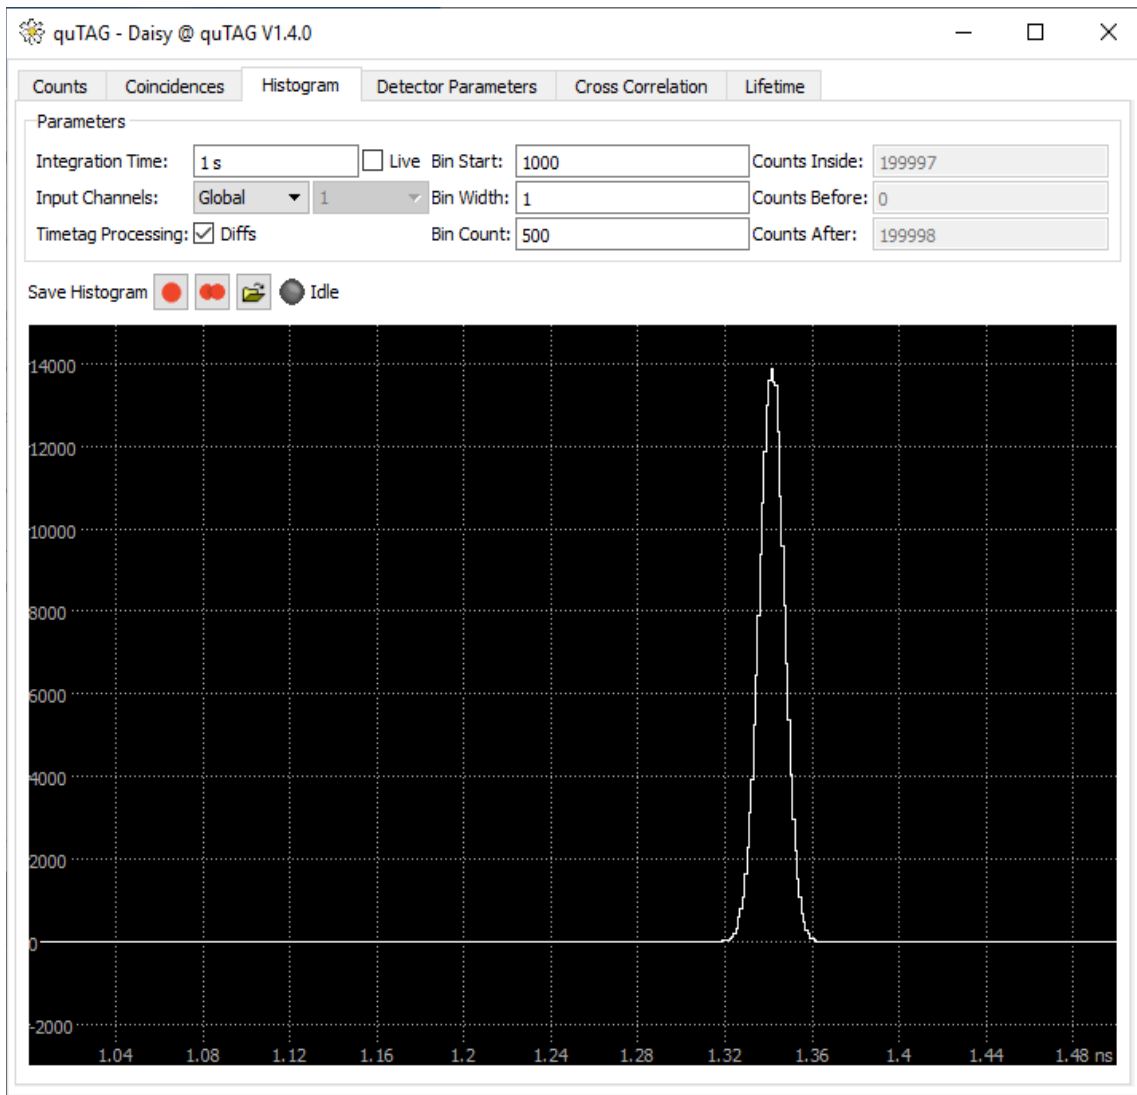 quTAG - Daisy @ quTAG V1.4.0
Counts Coincidences Histogram Detector Parameters Cross Correlation Lifetime
Parameters
Integration Time: 1 s Live Bin Start: 1000 Counts Inside: 199997
Input Channels: Global 1 Bin Width: 1 Counts Before: 0
Timetag Processing: Diffs Bin Count: 500 Counts After: 199998
Save Histogram Idle
14000
12000
10000
8000
6000
4000
2000
0
-2000
1.04 1.08 1.12 1.16 1.2 1.24 1.28 1.32 1.36 1.4 1.44 1.48 ns